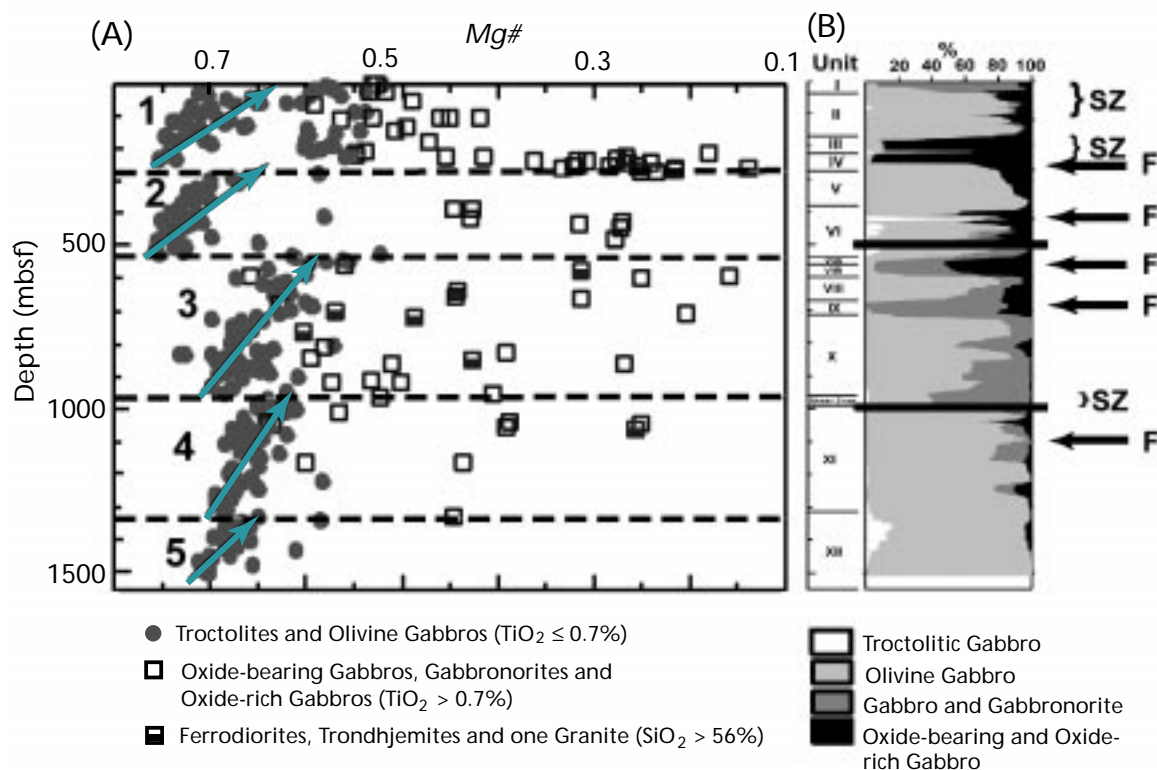 (A)
Mg#
0.7 0.5 0.3 0.1
Depth (mbsf)
500
1000
1500
1
2
3
4
5
(B)
%
Unit 20 40 60 80 100
I
II
III
IV
V
VI
VIII
IX
X
XI
XII
SZ
SZ
F
F
F
F
SZ
F
Troctolites and Olivine Gabbros (TiO₂ ≤ 0.7%)
Oxide-bearing Gabbros, Gabbronorites and
Oxide-rich Gabbros (TiO₂ > 0.7%)
Ferrodiorites, Trondhjemites and one Granite (SiO₂ > 56%)
Troctolitic Gabbro
Olivine Gabbro
Gabbro and Gabbronorite
Oxide-bearing and Oxide-
rich Gabbro